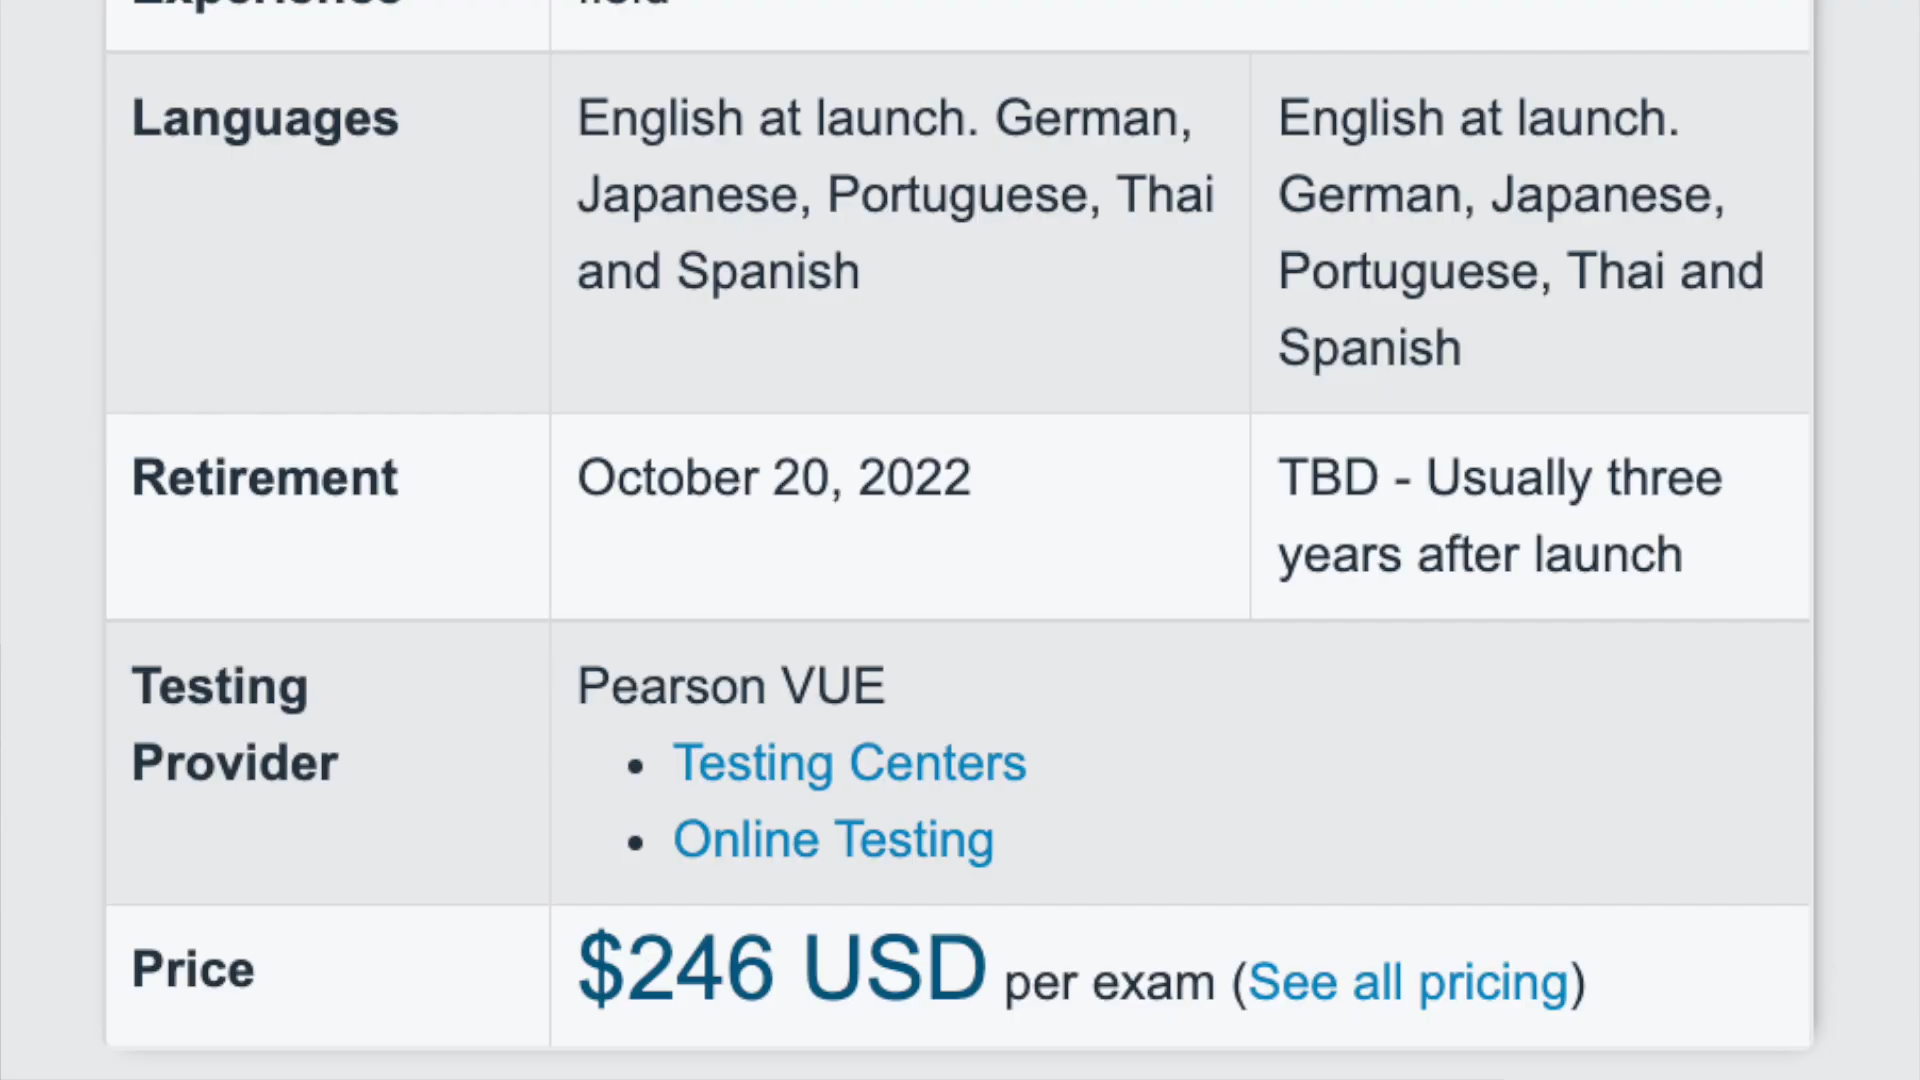 Experience
field
Languages
English at launch. German,
Japanese, Portuguese, Thai
and Spanish
English at launch.
German, Japanese,
Portuguese, Thai and
Spanish
Retirement
October 20, 2022
TBD - Usually three
years after launch
Testing
Provider
Pearson VUE
• Testing Centers
• Online Testing
Price
$246 USD per exam (See all pricing)